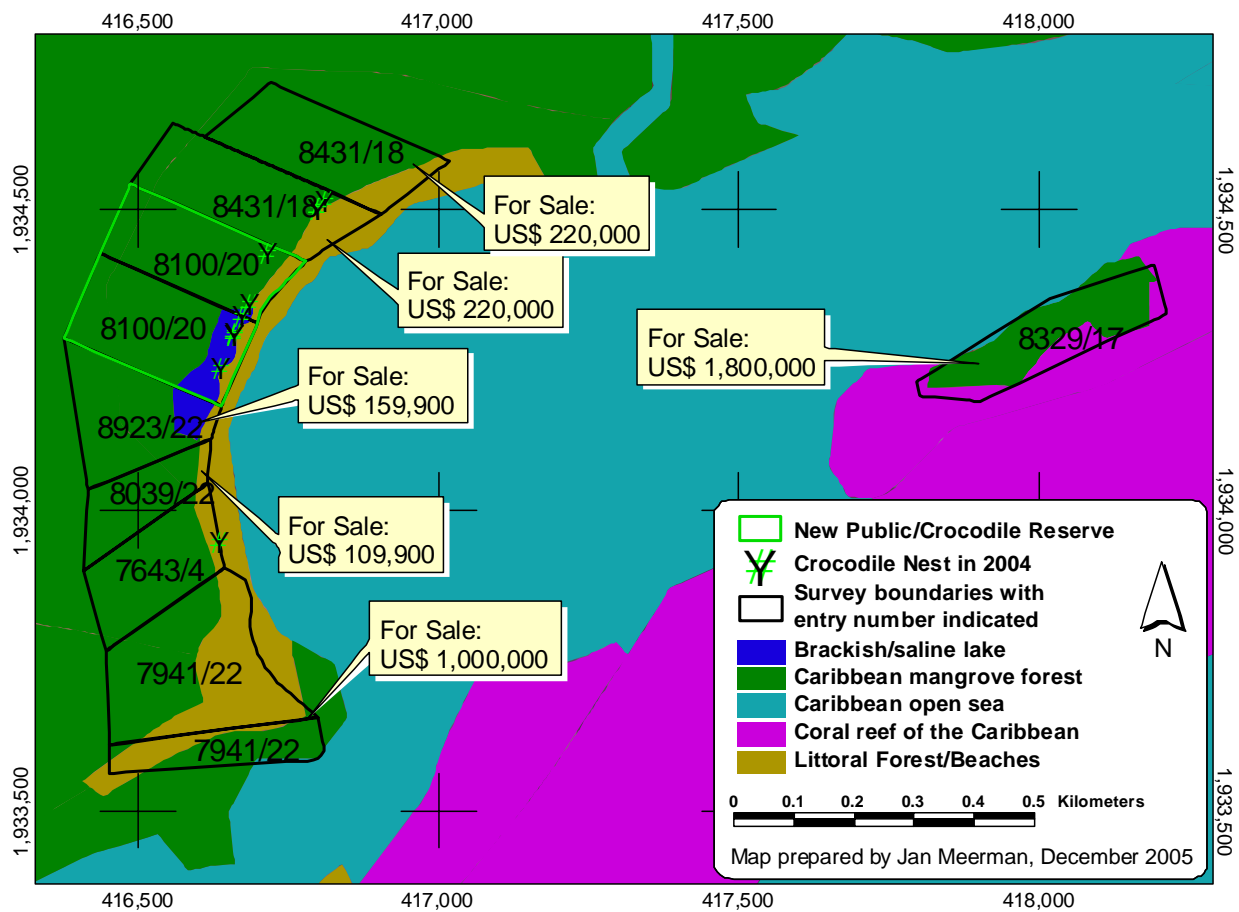 416,500
417,000
417,500
418,000
1,934,500
1,934,500
8431/18
8431/18
For Sale:
US$ 220,000
8100/20
For Sale:
US$ 220,000
8100/20
8329/17
For Sale:
US$ 1,800,000
For Sale:
US$ 159,900
8923/22
8039/22
1,934,000
1,934,000
For Sale:
US$ 109,900
7643/4
For Sale:
US$ 1,000,000
7941/22
7941/22
New Public/Crocodile Reserve
Crocodile Nest in 2004
Survey boundaries with
entry number indicated
N
Brackish/saline lake
Caribbean mangrove forest
Caribbean open sea
Coral reef of the Caribbean
Littoral Forest/Beaches
0 0.1 0.2 0.3 0.4 0.5 Kilometers
Map prepared by Jan Meerman, December 2005
1,933,500
1,933,500
416,500
417,000
417,500
418,000